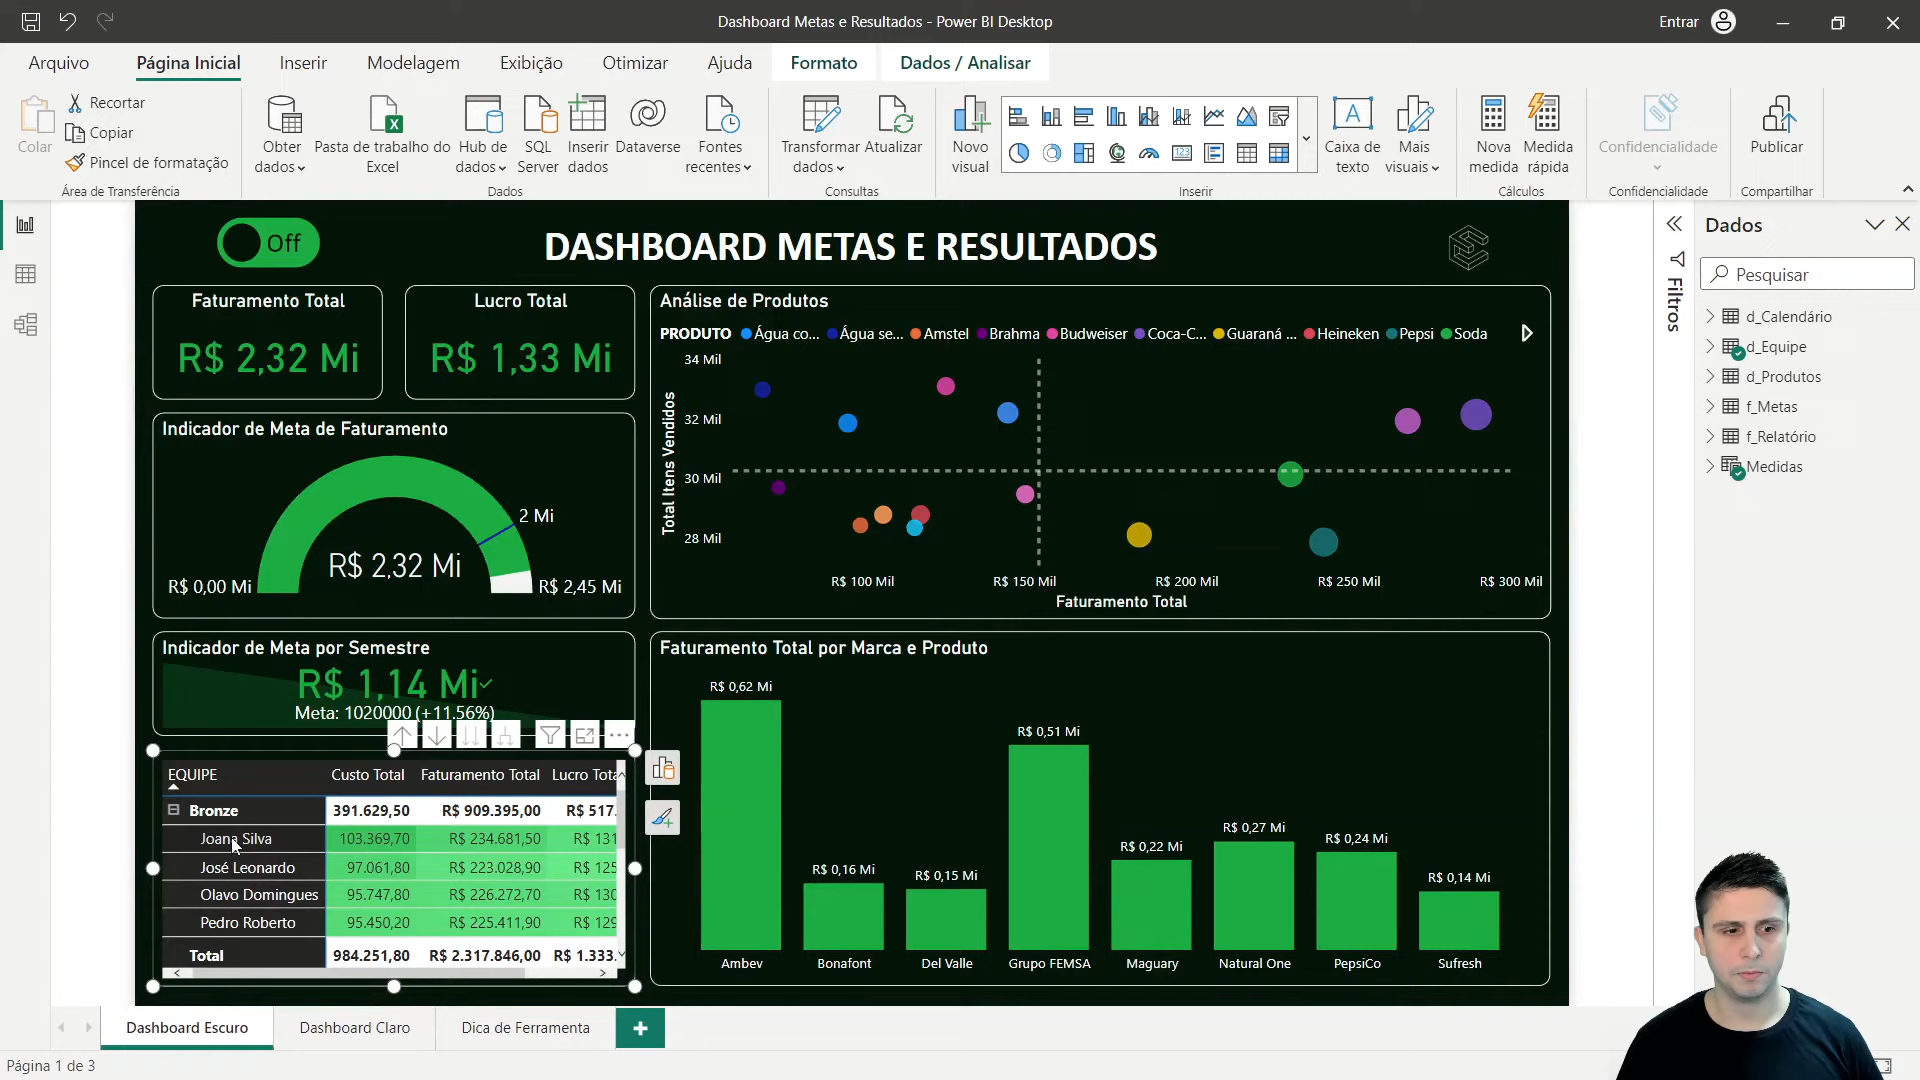 Dashboard Metas e Resultados - Power BI Desktop
Entrar
Arquivo
Página Inicial
Inserir
Modelagem
Exibição
Otimizar
Ajuda
Formato
Dados / Analisar
Colar
Recortar
Copiar
Pincel de formatação
Área de Transferência
Obter dados
Pasta de trabalho do Excel
Hub de dados
SQL Server
Inserir dados
Dataverse
Fontes recentes
Dados
Transformar dados
Atualizar
Consultas
Novo visual
Caixa de texto
Mais visuais
Inserir
Nova medida
Medida rápida
Cálculos
Confidencialidade
Confidencialidade
Publicar
Compartilhar
Off
DASHBOARD METAS E RESULTADOS
Faturamento Total
R$ 2,32 Mi
Lucro Total
R$ 1,33 Mi
Indicador de Meta de Faturamento
2 Mi
R$ 2,32 Mi
R$ 0,00 Mi
R$ 2,45 Mi
Indicador de Meta por Semestre
R$ 1,14 Mi
Meta: 1020000 (+11.56%)
EQUIPE Custo Total Faturamento Total Lucro Tota
Bronze 391.629,50 R$ 909.395,00 R$ 517.
Joana Silva 103.369,70 R$ 234.681,50 R$ 131
José Leonardo 97.061,80 R$ 223.028,90 R$ 125
Olavo Domingues 95.747,80 R$ 226.272,70 R$ 130
Pedro Roberto 95.450,20 R$ 225.411,90 R$ 129
Total 984.251,80 R$ 2.317.846,00 R$ 1.333.
Análise de Produtos
PRODUTO Água co... Água se... Amstel Brahma Budweiser Coca-C... Guaraná ... Heineken Pepsi Soda
Total Itens Vendidos
34 Mil
32 Mil
30 Mil
28 Mil
R$ 100 Mil R$ 150 Mil R$ 200 Mil R$ 250 Mil R$ 300 Mil
Faturamento Total
Faturamento Total por Marca e Produto
R$ 0,62 Mi
R$ 0,16 Mi
R$ 0,15 Mi
R$ 0,51 Mi
R$ 0,22 Mi
R$ 0,27 Mi
R$ 0,24 Mi
R$ 0,14 Mi
Ambev Bonafont Del Valle Grupo FEMSA Maguary Natural One PepsiCo Sufresh
Filtros
Dados
Pesquisar
d_Calendário
d_Equipe
d_Produtos
f_Metas
f_Relatório
Medidas
Dashboard Escuro
Dashboard Claro
Dica de Ferramenta
Página 1 de 3